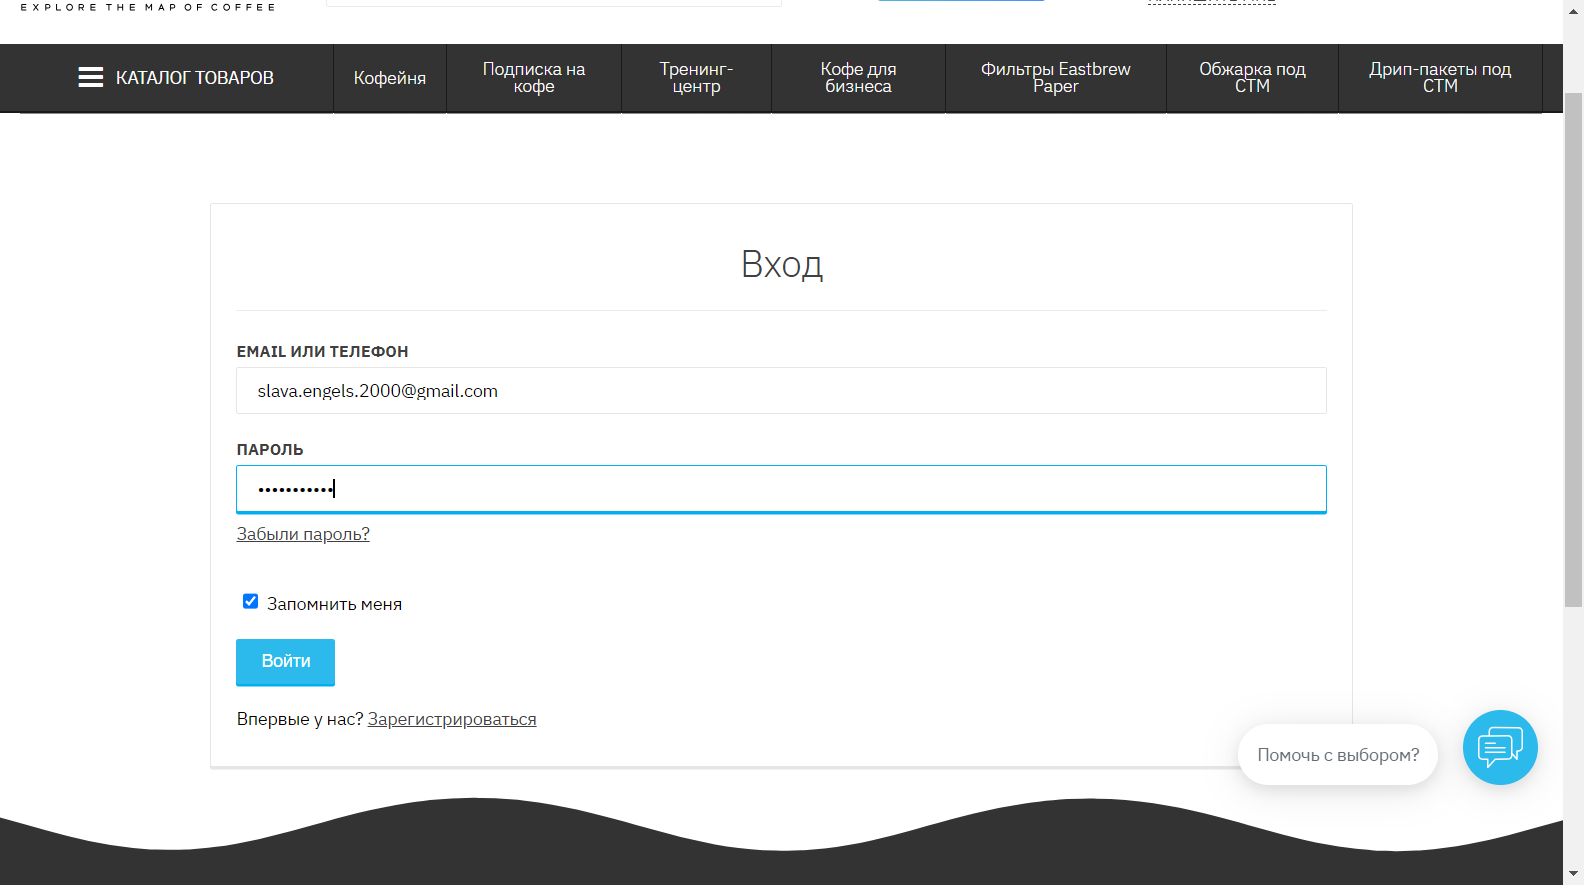 EXPLORE THE MAP OF COFFEE
КАТАЛОГ ТОВАРОВ
Кофейня
Подписка на
кофе
Тренинг-
центр
Кофе для
бизнеса
Фильтры Eastbrew
Paper
Обжарка под
СТМ
Дрип-пакеты под
СТМ
Вход
EMAIL ИЛИ ТЕЛЕФОН
slava.engels.2000@gmail.com
ПАРОЛЬ
•••••••••••
Забыли пароль?
Запомнить меня
Войти
Впервые у нас? Зарегистрироваться
Помочь с выбором?